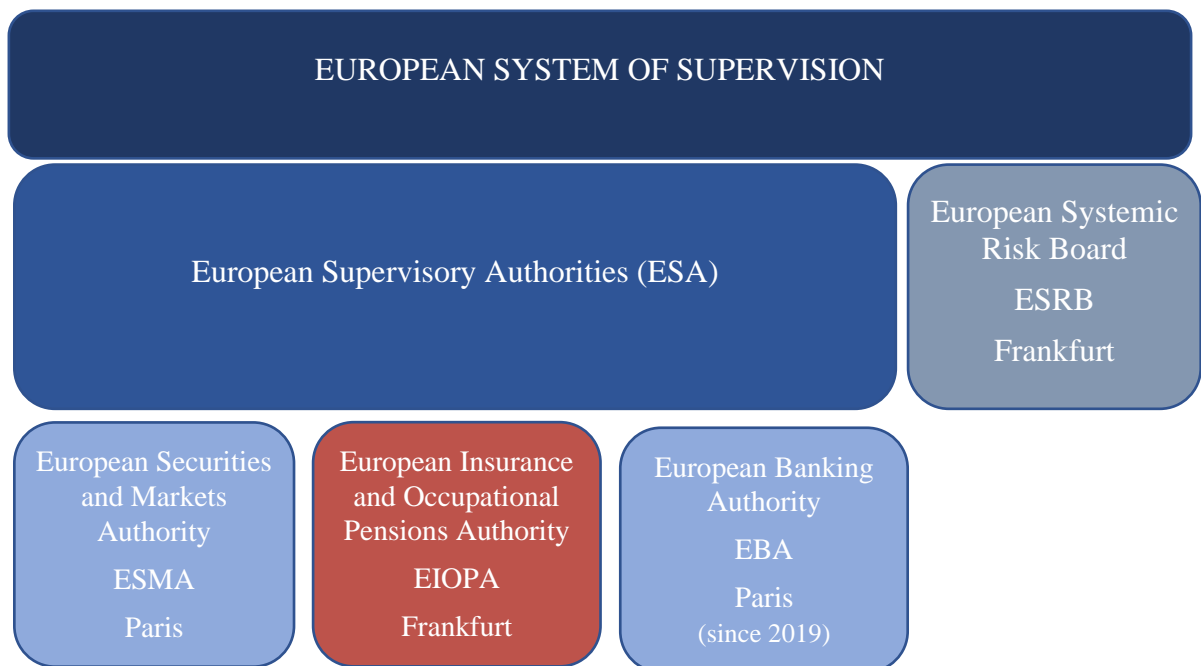 EUROPEAN SYSTEM OF SUPERVISION
European Supervisory Authorities (ESA)
European Systemic
Risk Board
ESRB
Frankfurt
European Securities
and Markets
Authority
ESMA
Paris
European Insurance
and Occupational
Pensions Authority
EIOPA
Frankfurt
European Banking
Authority
EBA
Paris
(since 2019)